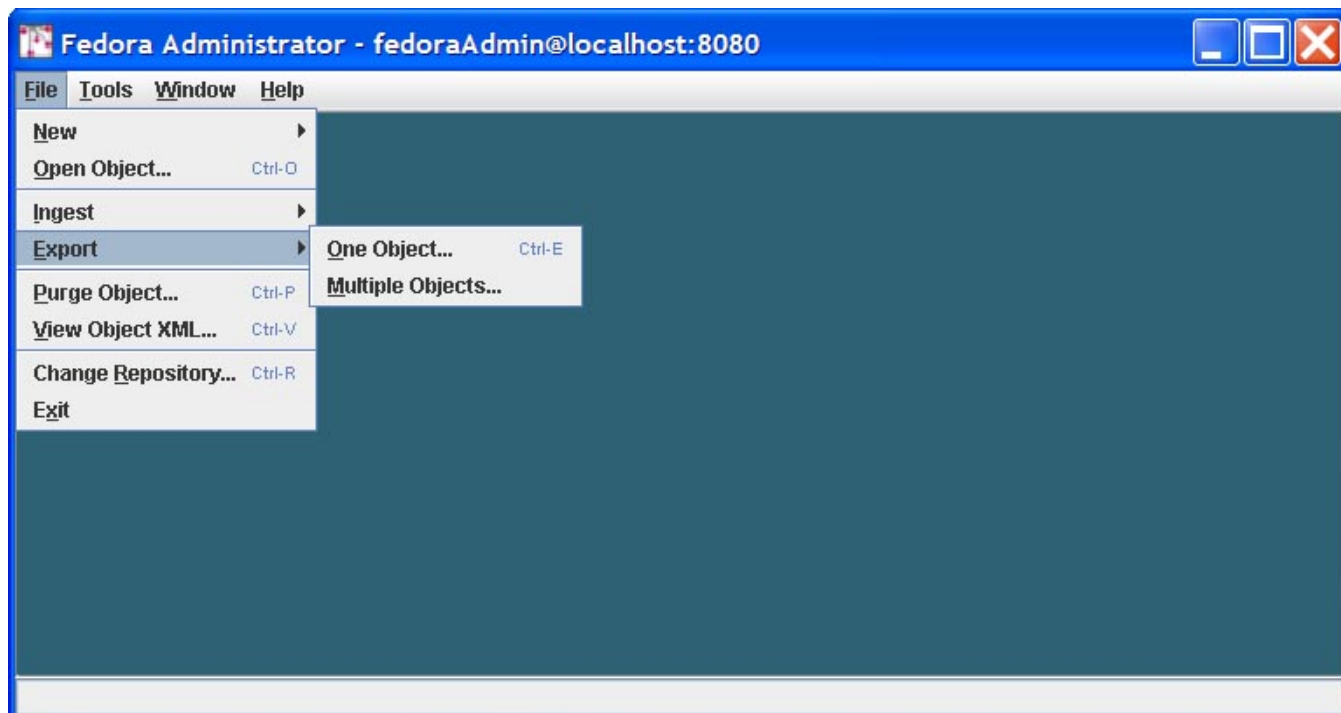 Fedora Administrator - fedoraAdmin@localhost:8080
File Tools Window Help
New
Open Object... Ctrl-O
Ingest
Export
One Object... Ctrl-E
Multiple Objects...
Purge Object... Ctrl-P
View Object XML... Ctrl-V
Change Repository... Ctrl-R
Exit